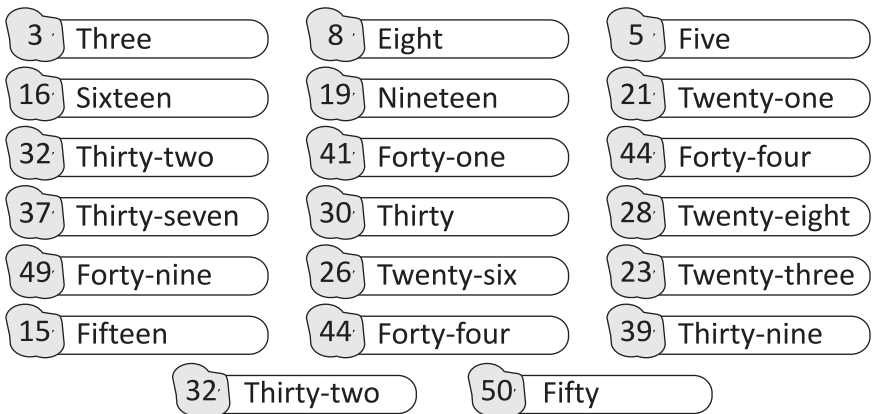 3 Three 8 Eight 5 Five
16 Sixteen 19 Nineteen 21 Twenty-one
32 Thirty-two 41 Forty-one 44 Forty-four
37 Thirty-seven 30 Thirty 28 Twenty-eight
49 Forty-nine 26 Twenty-six 23 Twenty-three
15 Fifteen 44 Forty-four 39 Thirty-nine
32 Thirty-two 50 Fifty